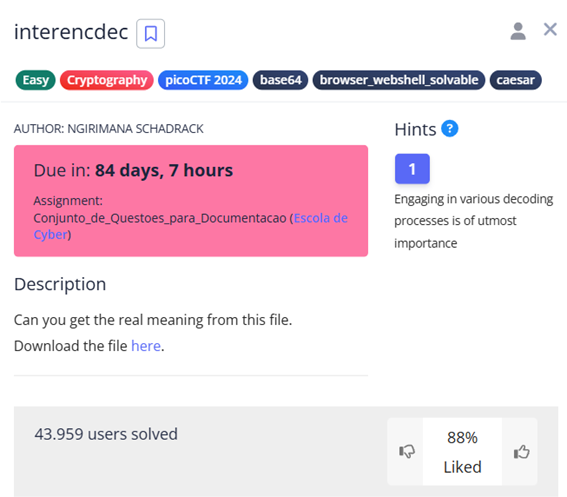 interencdec
Easy Cryptography picoCTF 2024 base64 browser_webshell_solvable caesar
AUTHOR: NGIRIMANA SCHADRACK
Due in: 84 days, 7 hours
Assignment:
Conjunto_de_Questoes_para_Documentacao (Escola de
Cyber)
Hints ?
1
Engaging in various decoding
processes is of utmost
importance
Description
Can you get the real meaning from this file.
Download the file here.
43.959 users solved
88%
Liked